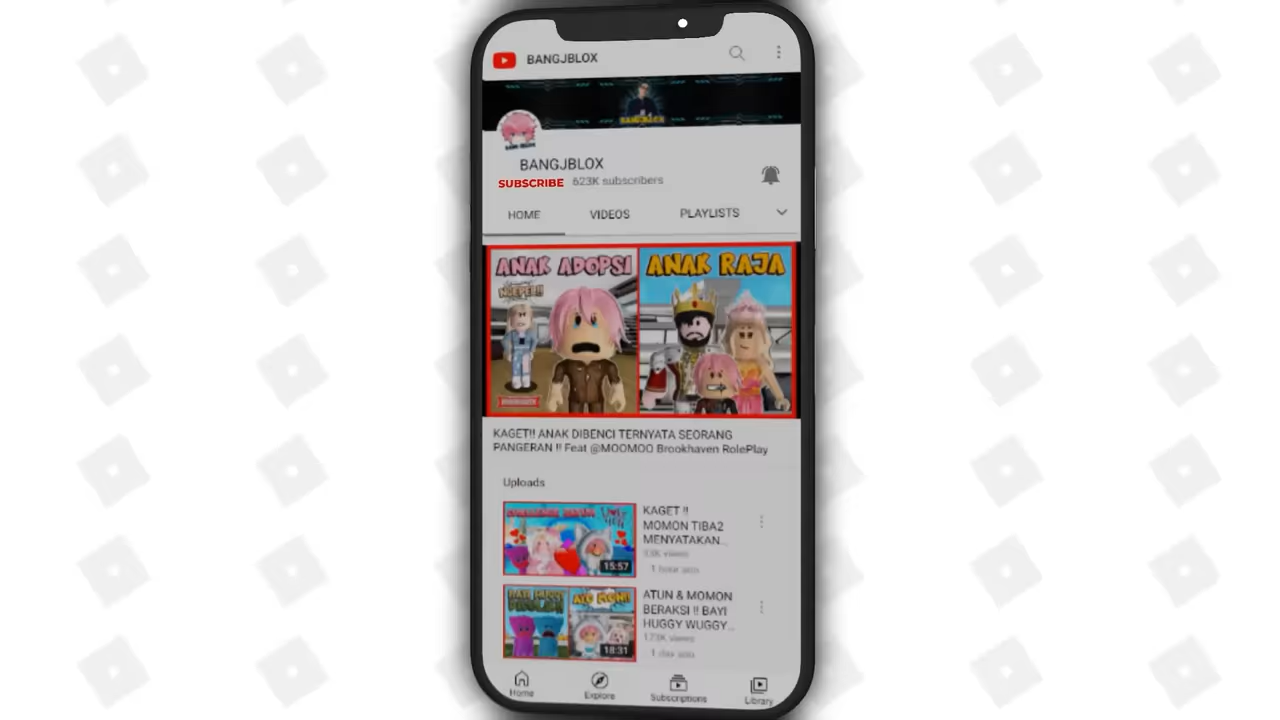 BANGJBLOX
BANGJBLOX
BANGJBLOX
SUBSCRIBE 623K subscribers
HOME VIDEOS PLAYLISTS
ANAK ADOPSI ANAK RAJA
NGEPET!!
KAGET!! ANAK DIBENCI TERNYATA SEORANG
PANGERAN !! Feat @MOOMOO Brookhaven RolePlay
Uploads
KAGET !!
MOMON TIBA2
MENYATAKAN...
1 hour ago
15:57
ATUN & MOMON
BERAKSI !! BAYI
HUGGY WUGGY...
173K views
1 day ago
18:31
Home Explore Subscriptions Library